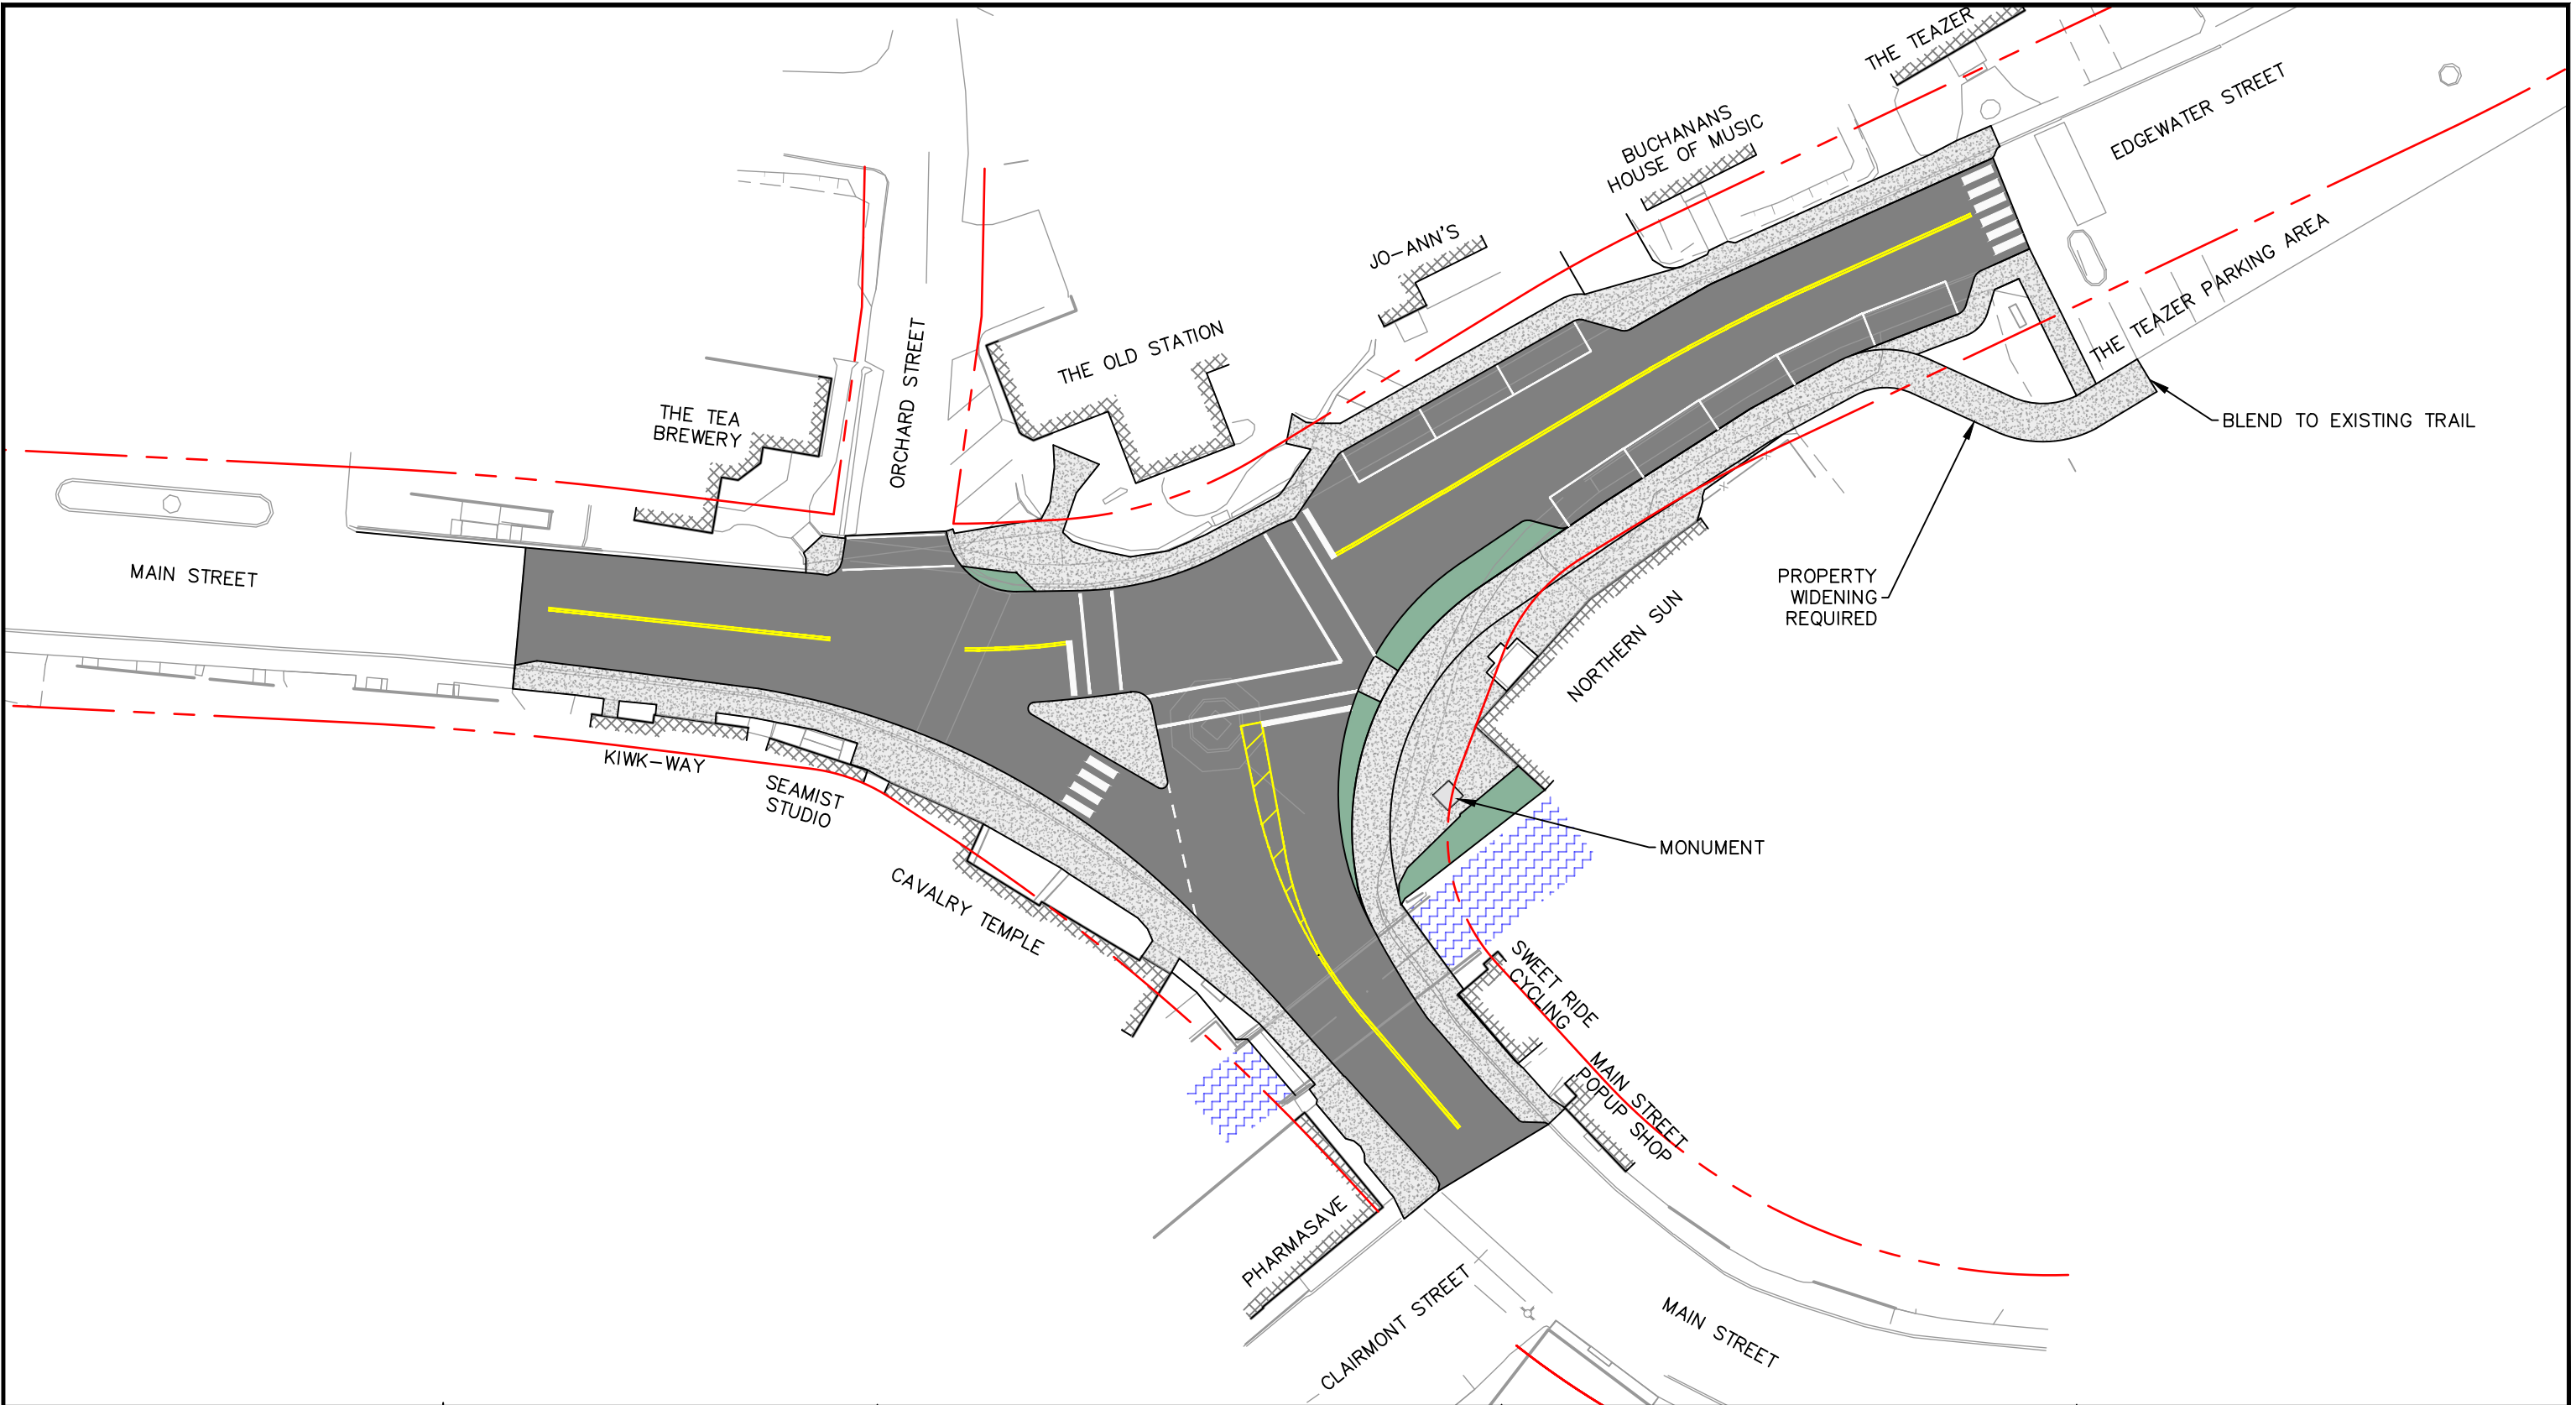 THE TEAZER
EDGEWATER STREET
BUCHANANS
HOUSE OF MUSIC
JO-ANN'S
THE TEAZER PARKING AREA
THE OLD STATION
ORCHARD STREET
THE TEA
BREWERY
BLEND TO EXISTING TRAIL
MAIN STREET
PROPERTY
WIDENING
REQUIRED
NORTHERN SUN
KIWK-WAY
SEAMIST
STUDIO
MONUMENT
CAVALRY TEMPLE
SWEET RIDE
CYCLING
MAIN STREET
POPUP SHOP
PHARMASAVE
CLAIRMONT STREET
MAIN STREET